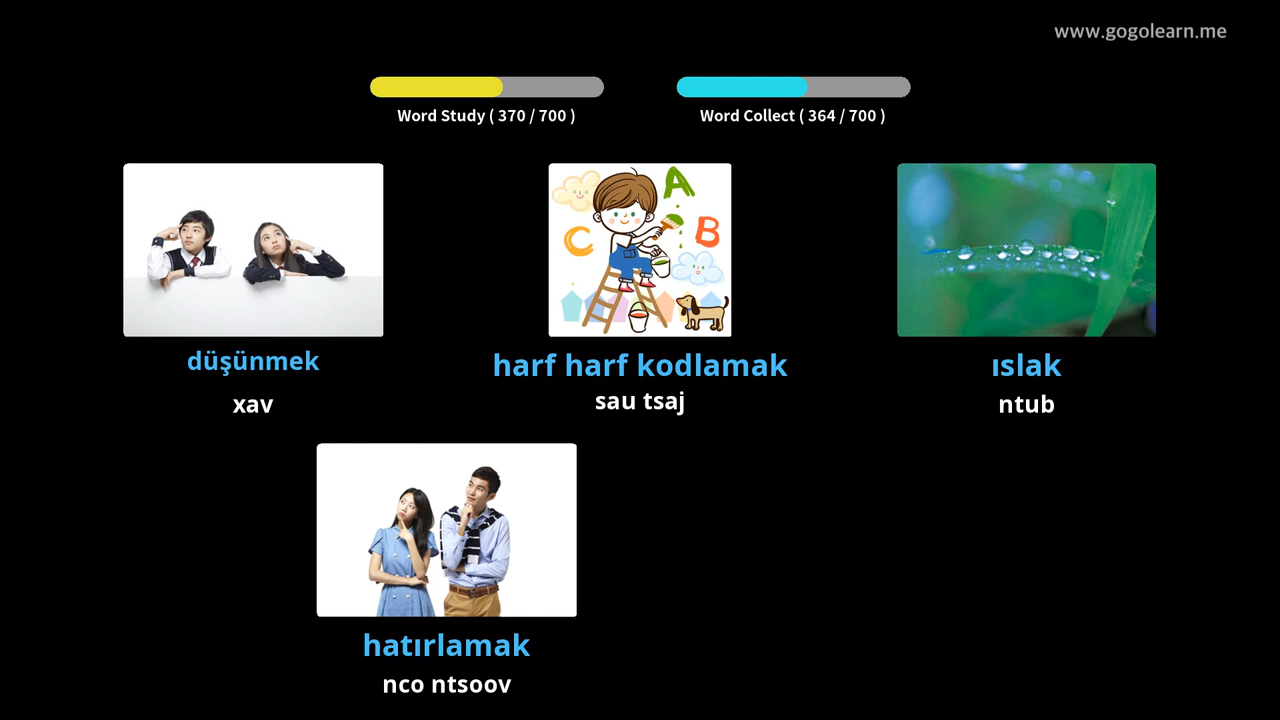 www.gogolearn.me
Word Study ( 370 / 700 )
Word Collect ( 364 / 700 )
A
B
C
düşünmek
xav
harf harf kodlamak
sau tsaj
ıslak
ntub
hatırlamak
nco ntsoov